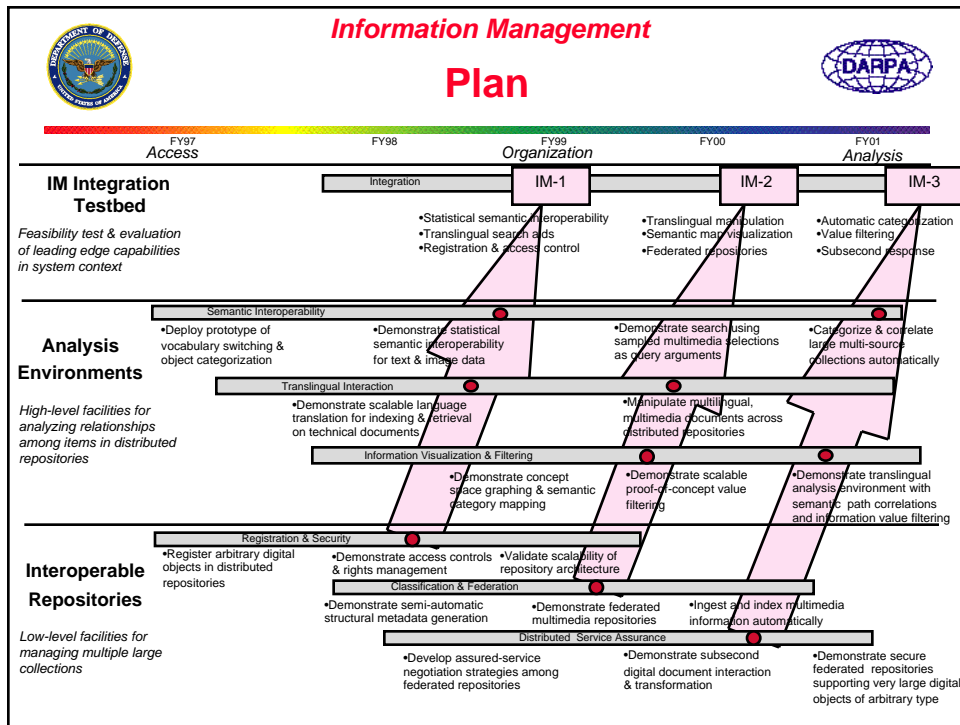 Information Management
Plan
DEPARTMENT OF DEFENSE
UNITED STATES OF AMERICA
DARPA
FY97 FY98 FY99 FY00 FY01
Access Organization Analysis
IM Integration
Testbed
Feasibility test & evaluation
of leading edge capabilities
in system context
Integration
IM-1
IM-2
IM-3
•Statistical semantic interoperability
•Translingual search aids
•Registration & access control
•Translingual manipulation
•Semantic map visualization
•Federated repositories
•Automatic categorization
•Value filtering
•Subsecond response
Analysis
Environments
High-level facilities for
analyzing relationships
among items in distributed
repositories
Semantic Interoperability
•Deploy prototype of
vocabulary switching &
object categorization
•Demonstrate statistical
semantic interoperability
for text & image data
•Demonstrate search using
sampled multimedia selections
as query arguments
•Categorize & correlate
large multi-source
collections automatically
Translingual Interaction
•Demonstrate scalable language
translation for indexing & retrieval
on technical documents
•Manipulate multilingual,
multimedia documents across
distributed repositories
Information Visualization & Filtering
•Demonstrate concept
space graphing & semantic
category mapping
•Demonstrate scalable
proof-of-concept value
filtering
•Demonstrate translingual
analysis environment with
semantic path correlations
and information value filtering
Interoperable
Repositories
Low-level facilities for
managing multiple large
collections
Registration & Security
•Register arbitrary digital
objects in distributed
repositories
•Demonstrate access controls
& rights management
•Validate scalability of
repository architecture
Classification & Federation
•Demonstrate semi-automatic
structural metadata generation
•Demonstrate federated
multimedia repositories
•Ingest and index multimedia
information automatically
Distributed Service Assurance
•Develop assured-service
negotiation strategies among
federated repositories
•Demonstrate subsecond
digital document interaction
& transformation
•Demonstrate secure
federated repositories
supporting very large digital
objects of arbitrary type